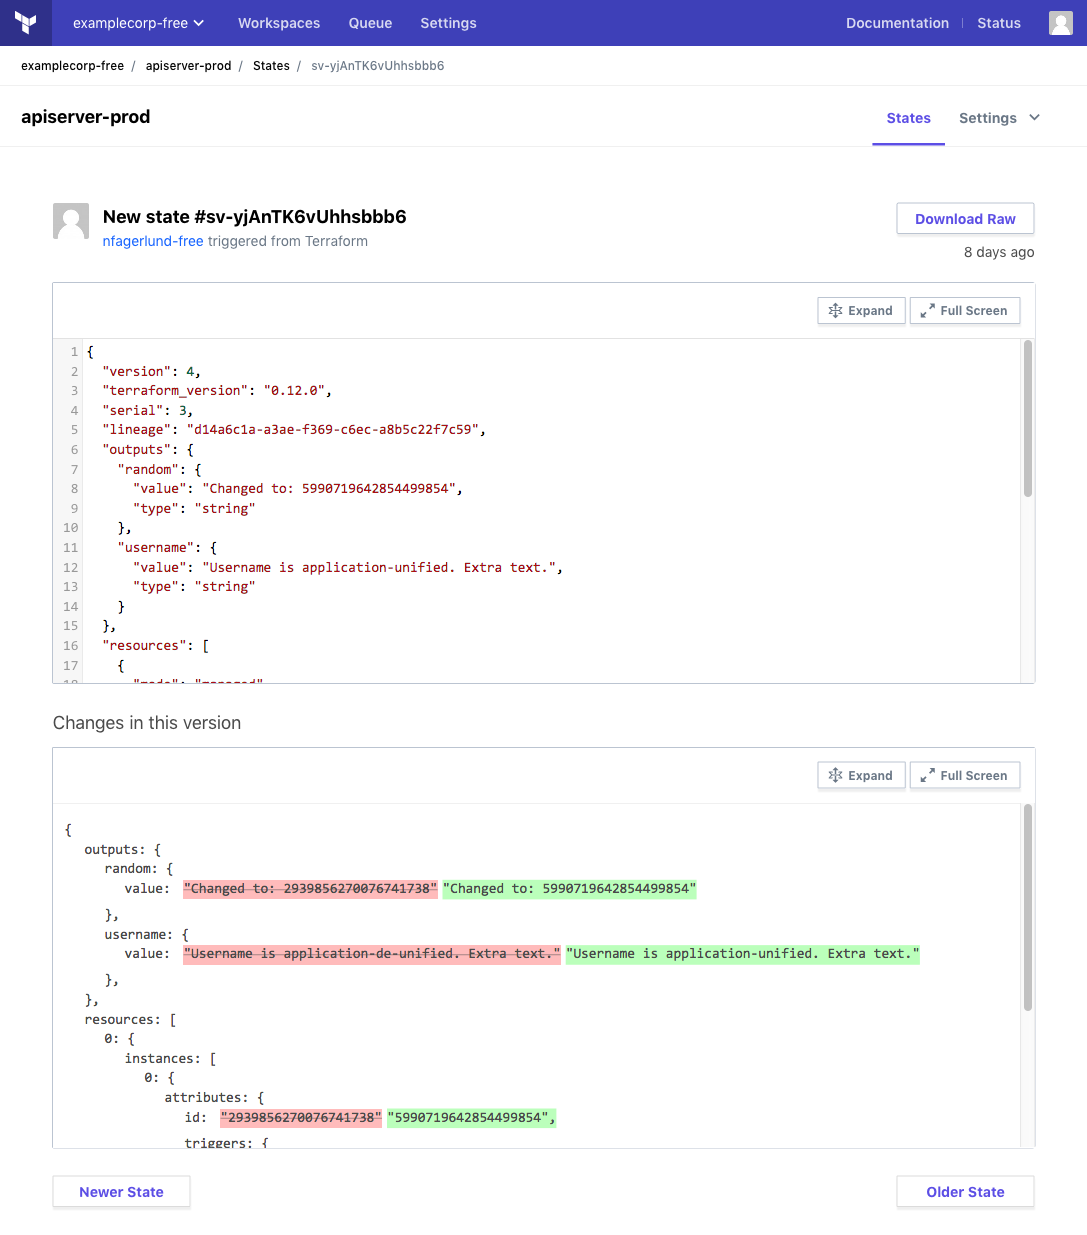 examplecorp-free Workspaces Queue Settings Documentation Status
examplecorp-free / apiserver-prod / States / sv-yjAnTK6vUhhsbbb6
apiserver-prod States Settings
New state #sv-yjAnTK6vUhhsbbb6 Download Raw
nfagerlund-free triggered from Terraform 8 days ago
Expand Full Screen
1 {
2 "version": 4,
3 "terraform_version": "0.12.0",
4 "serial": 3,
5 "lineage": "d14a6c1a-a3ae-f369-c6ec-a8b5c22f7c59",
6 "outputs": {
7 "random": {
8 "value": "Changed to: 5990719642854499854",
9 "type": "string"
10 },
11 "username": {
12 "value": "Username is application-unified. Extra text.",
13 "type": "string"
14 }
15 },
16 "resources": [
17 {
18 "mode": "managed"
Changes in this version
Expand Full Screen
{
outputs: {
random: {
value: "Changed to: 2939856270076741738" "Changed to: 5990719642854499854"
},
username: {
value: "Username is application-de-unified. Extra text." "Username is application-unified. Extra text."
},
},
resources: [
0: {
instances: [
0: {
attributes: {
id: "2939856270076741738" "5990719642854499854",
triggers: {
Newer State Older State